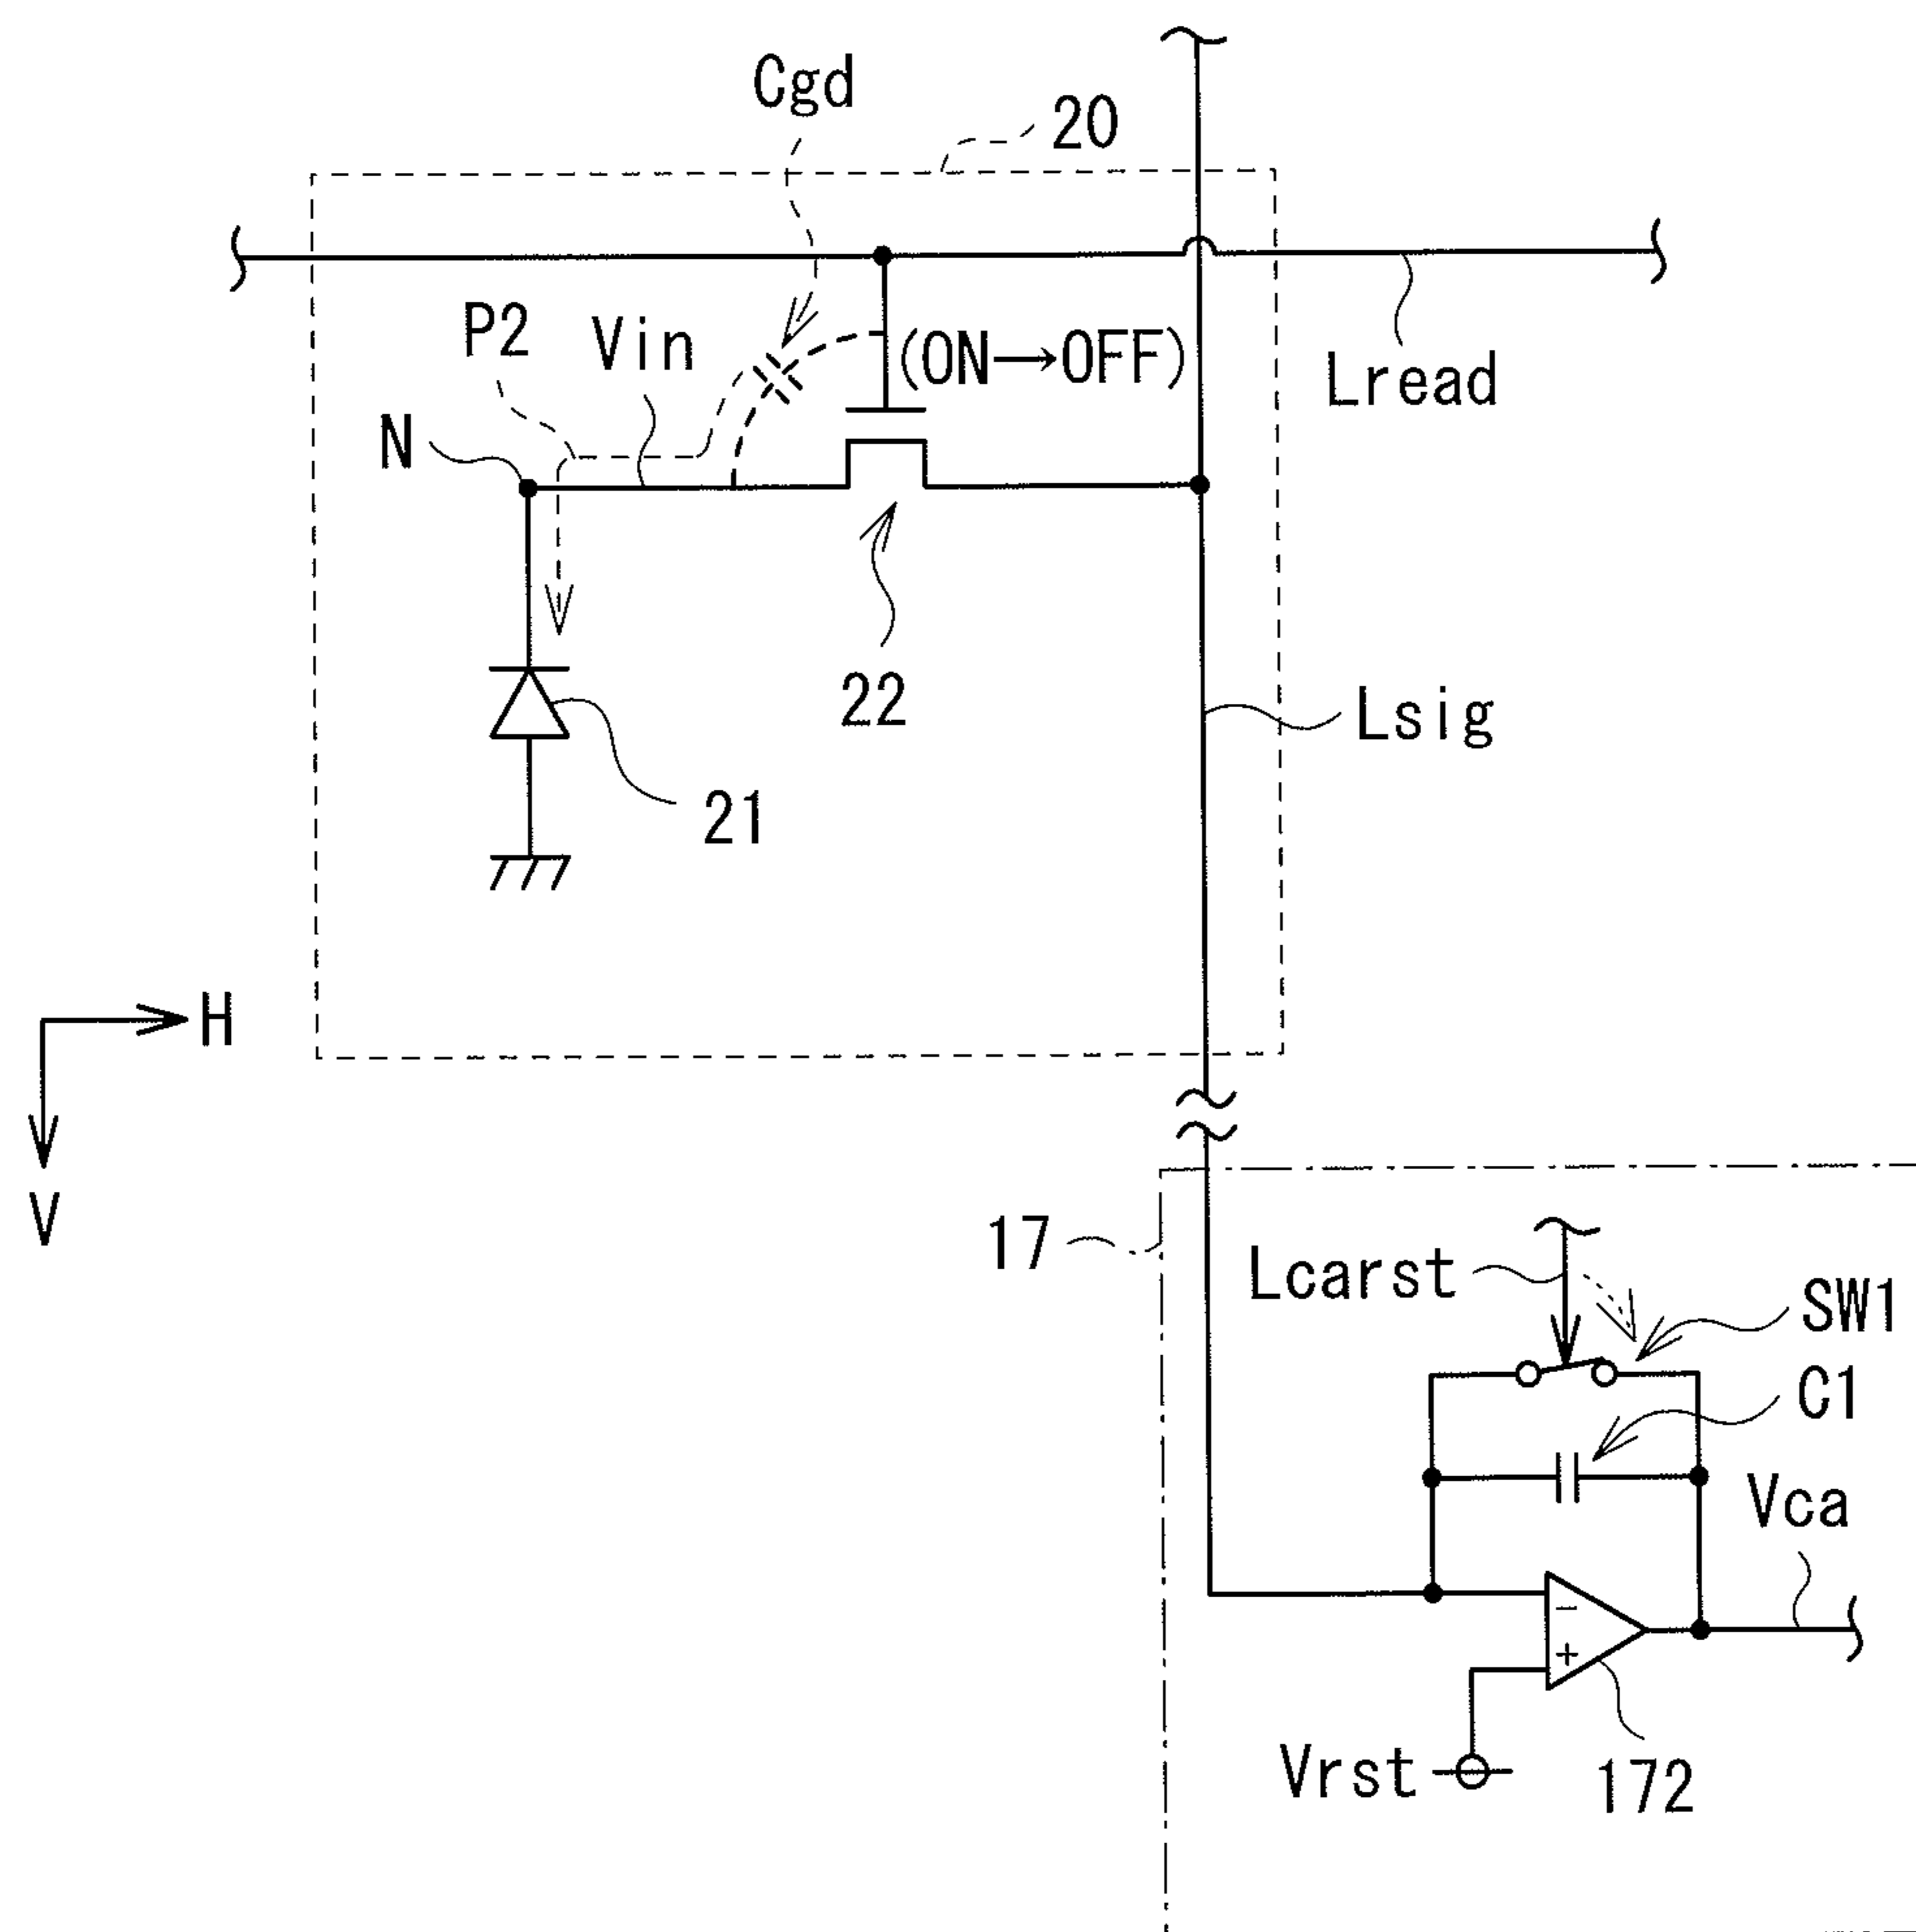 Cgd
20
P2
Vin
(ON→OFF)
Lread
N
22
Lsig
21
H
V
17
Lcarst
SW1
C1
Vca
−
+
Vrst
172